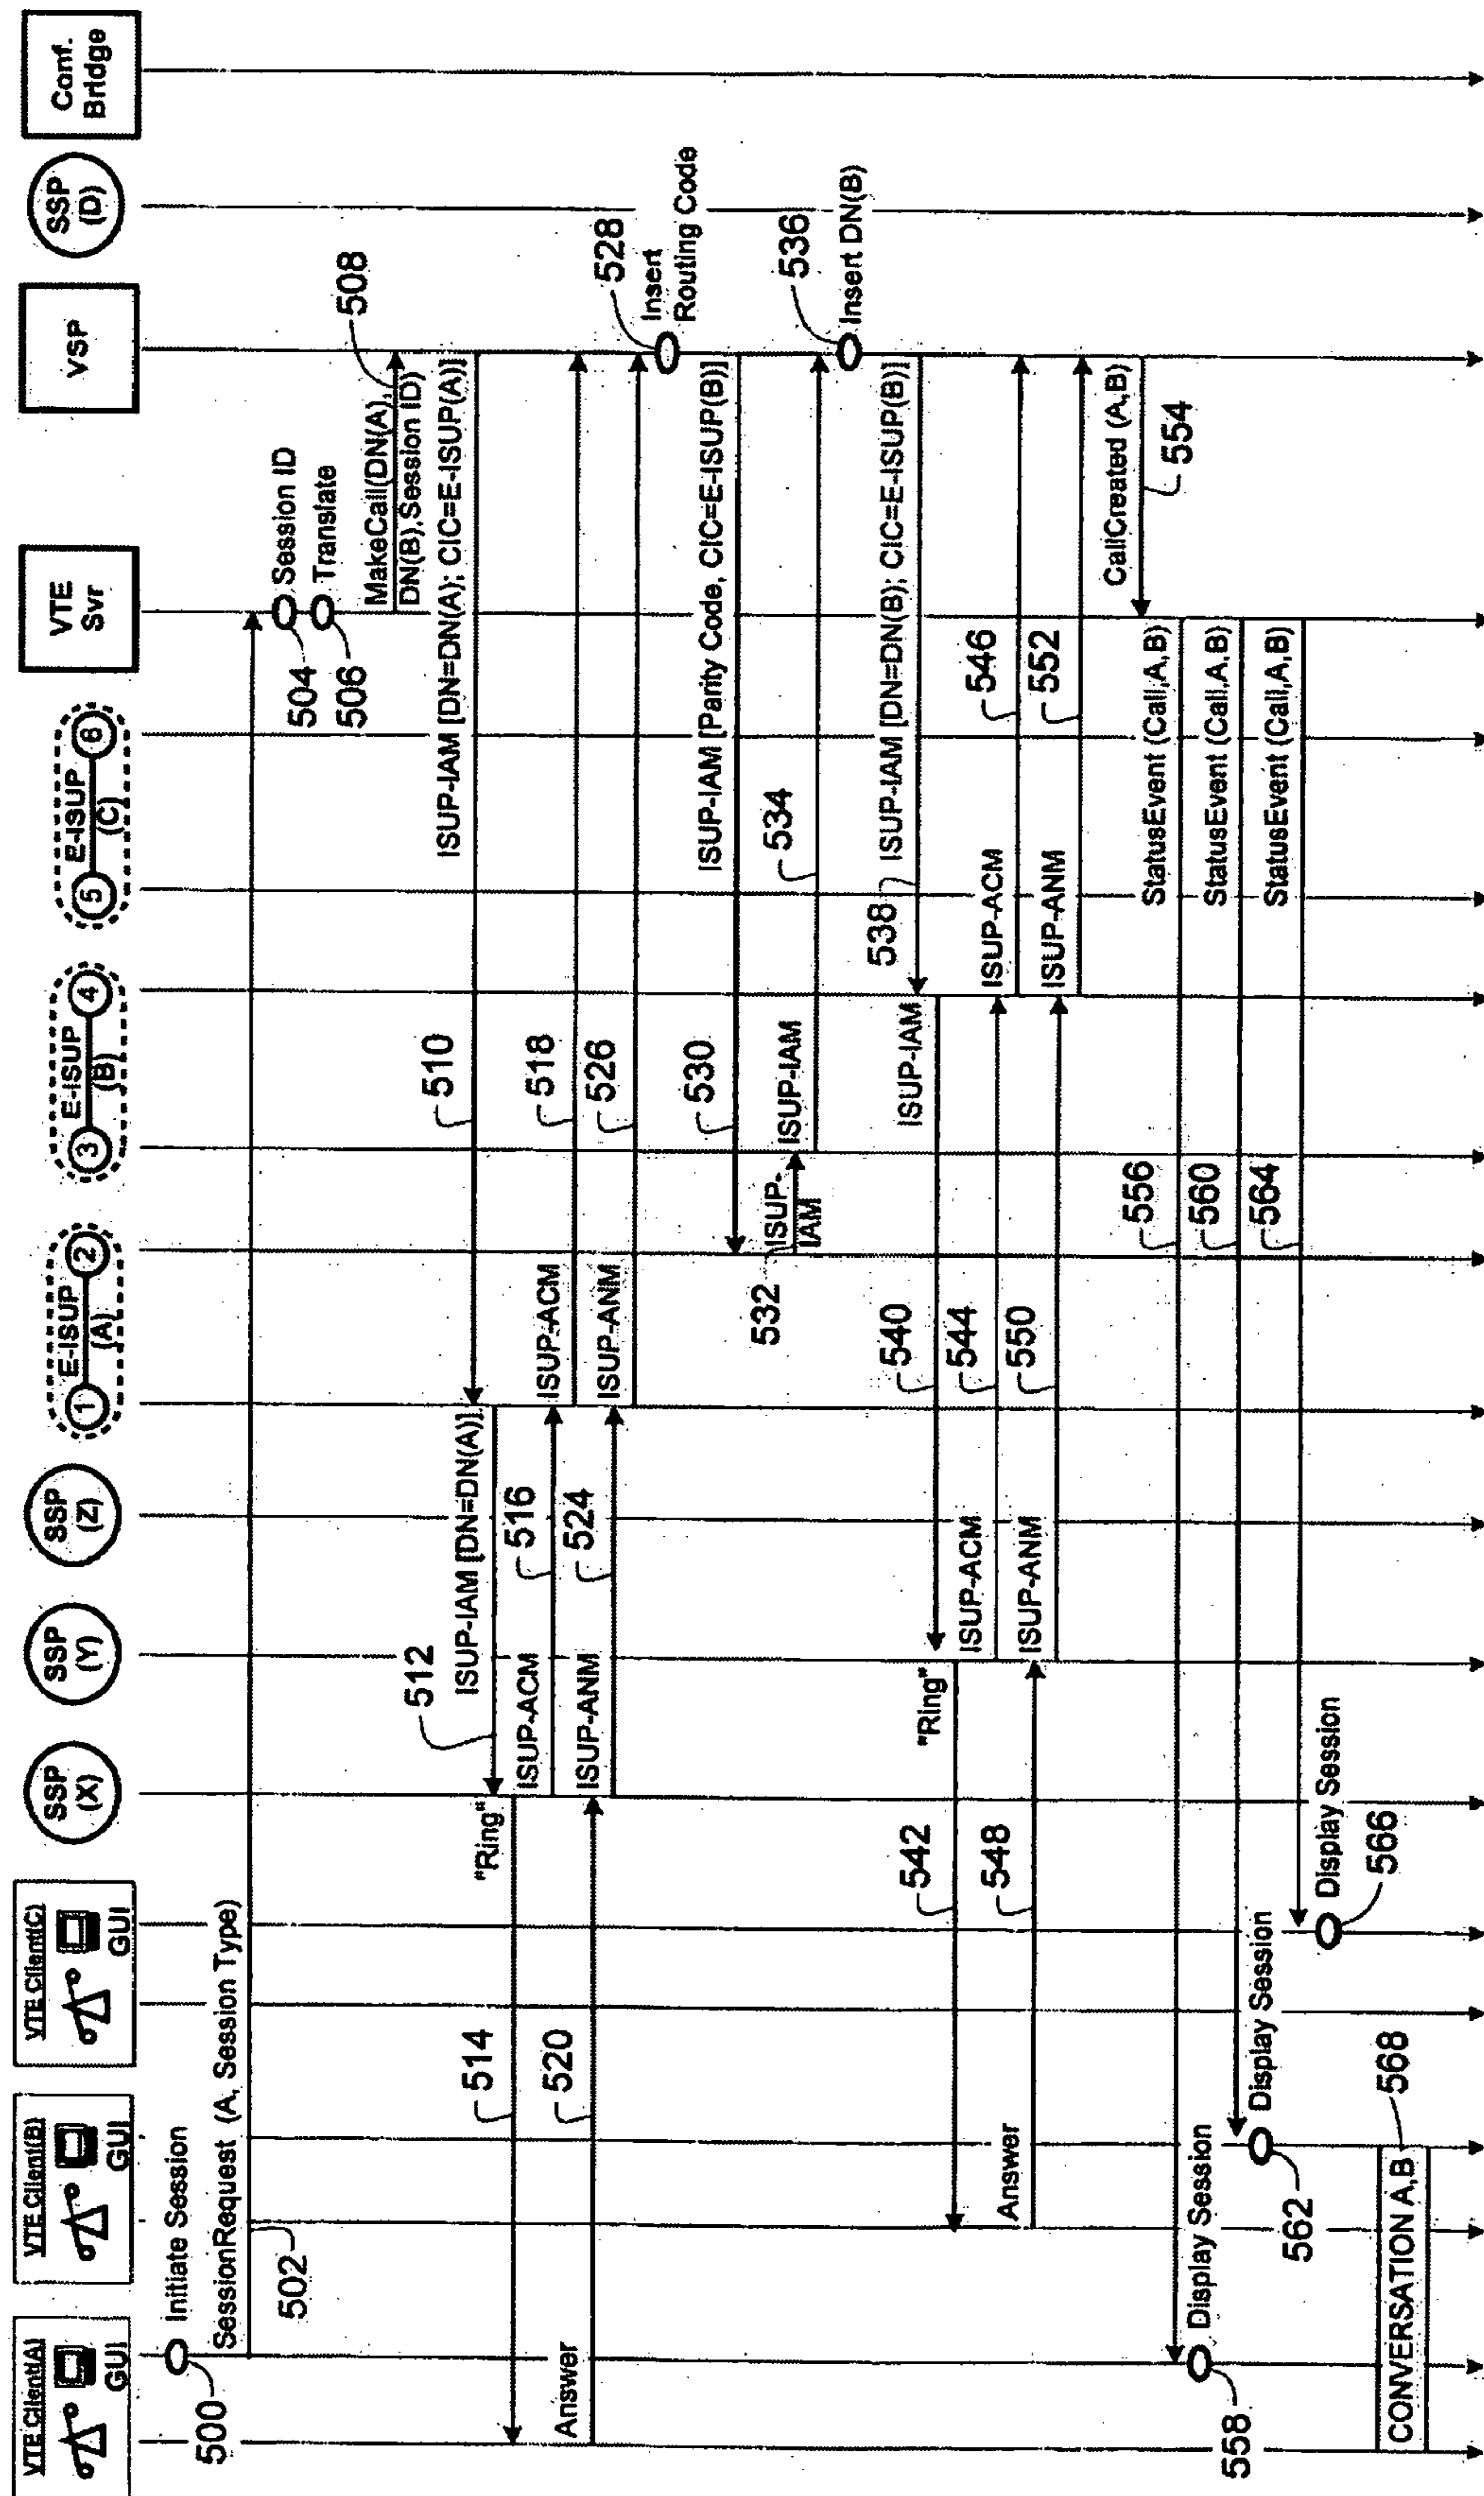 VTE Client(A)
GUI
VTE Client(B)
GUI
VTE Client(C)
GUI
SSP
(X)
SSP
(Y)
SSP
(Z)
1
E-ISUP
(A)
2
3
E-ISUP
(B)
4
5
E-ISUP
(C)
6
VTE
Svr
VSP
SSP
(D)
Conf.
Bridge
500
Initiate Session
SessionRequest (A, Session Type)
502
504
Session ID
506
Translate
MakeCall(DN(A),
DN(B),Session ID)
508
ISUP-IAM [DN=DN(A); CIC=E-ISUP(A)]
510
512
ISUP-IAM [DN=DN(A)]
"Ring"
514
ISUP-ACM
516
ISUP-ACM
518
Answer
520
ISUP-ANM
524
ISUP-ANM
526
528
Insert
Routing Code
530
ISUP-IAM [Parity Code, CIC=E-ISUP(B)]
532
ISUP-
IAM
ISUP-IAM
534
536
Insert DN(B)
538
ISUP-IAM [DN=DN(B); CIC=E-ISUP(B)]
540
ISUP-IAM
"Ring"
542
ISUP-ACM
544
ISUP-ACM
546
Answer
548
ISUP-ANM
550
ISUP-ANM
552
CallCreated (A,B)
554
556
StatusEvent (Call,A,B)
558
Display Session
560
StatusEvent (Call,A,B)
562
Display Session
564
StatusEvent (Call,A,B)
Display Session
566
CONVERSATION A,B
568